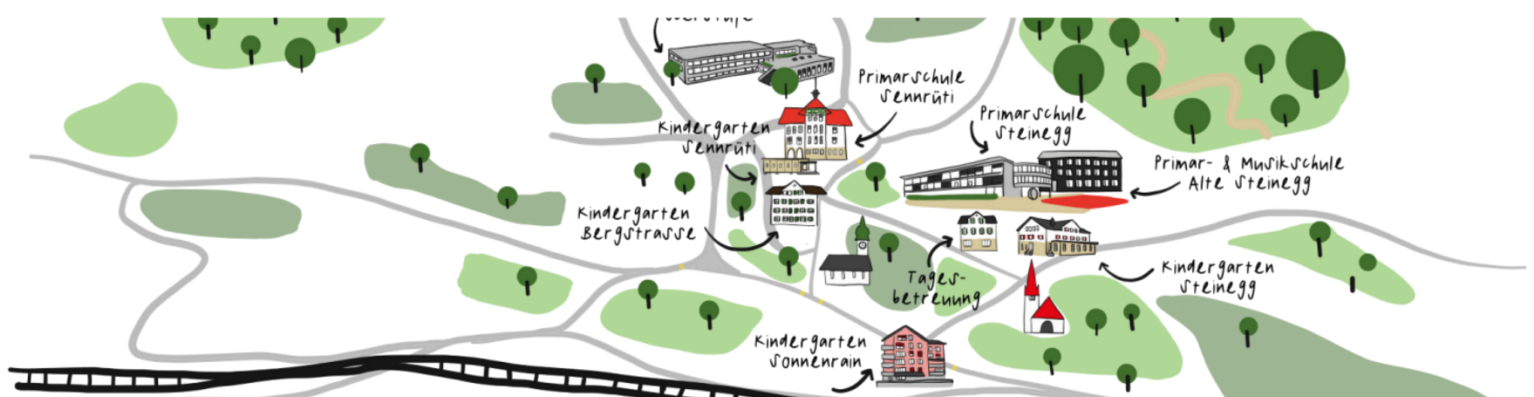 Primarschule
Sennrüti
Kindergarten
Sennrüti
Primarschule
Steinegg
Primar- & Musikschule
Alte Steinegg
Kindergarten
Bergstrasse
Tages-
betreuung
Kindergarten
Steinegg
Kindergarten
Sonnenrain